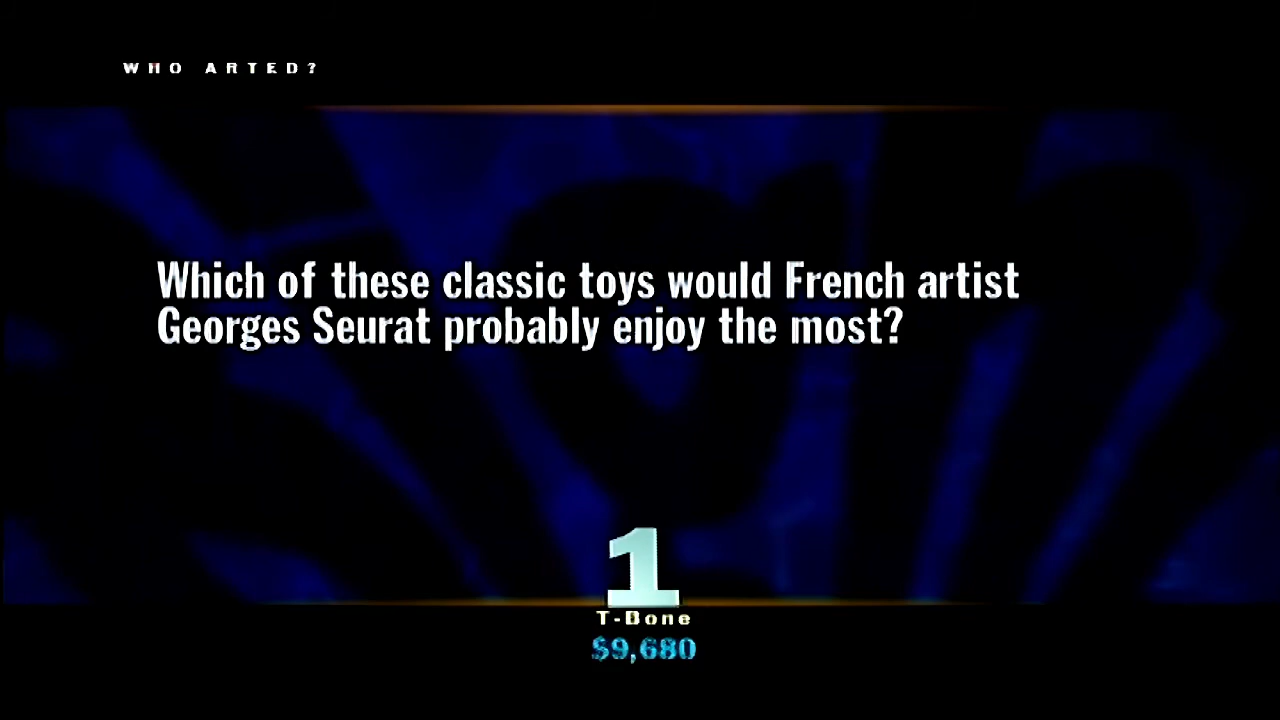 WHO ARTED?
Which of these classic toys would French artist
Georges Seurat probably enjoy the most?
1
T-Bone
$9,680